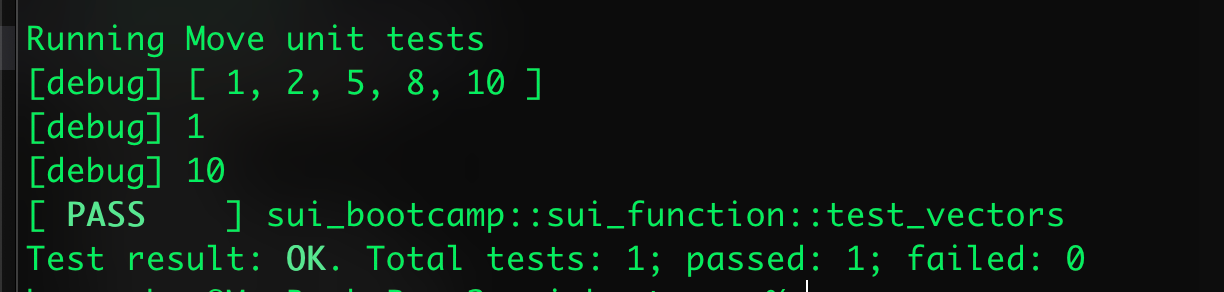 Running Move unit tests
[debug] [ 1, 2, 5, 8, 10 ]
[debug] 1
[debug] 10
[ PASS    ] sui_bootcamp::sui_function::test_vectors
Test result: OK. Total tests: 1; passed: 1; failed: 0